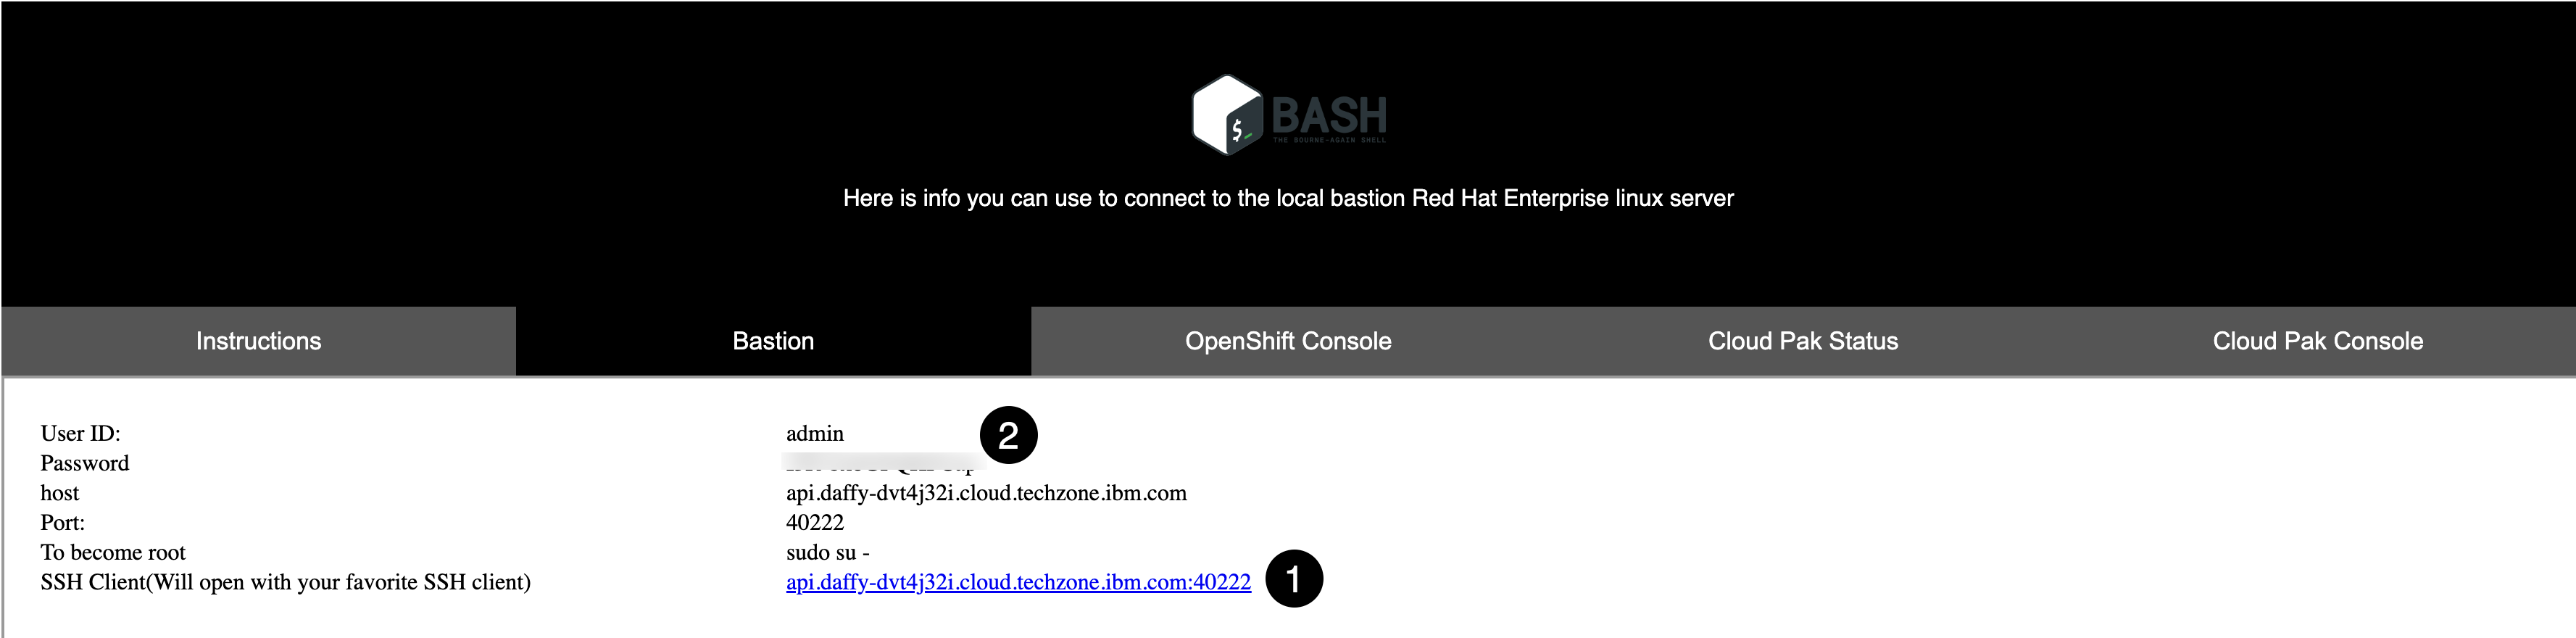 $_
BASH
THE BOURNE-AGAIN SHELL
Here is info you can use to connect to the local bastion Red Hat Enterprise linux server
Instructions Bastion OpenShift Console Cloud Pak Status Cloud Pak Console
User ID: admin 2
Password
host api.daffy-dvt4j32i.cloud.techzone.ibm.com
Port: 40222
To become root sudo su -
SSH Client(Will open with your favorite SSH client) api.daffy-dvt4j32i.cloud.techzone.ibm.com:40222 1